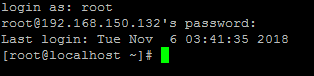 login as: root
root@192.168.150.132's password:
Last login: Tue Nov  6 03:41:35 2018
[root@localhost ~]#